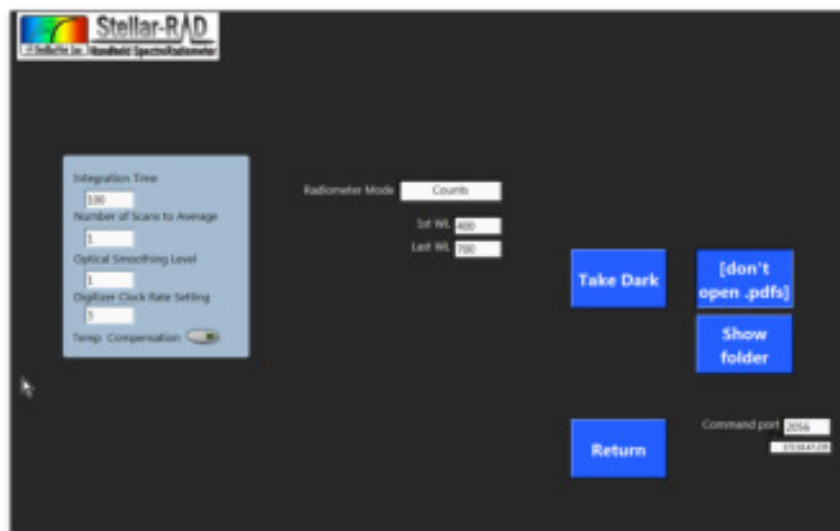 Stellar-RAD
© StellarNet Inc. Handheld SpectroRadiometer
Integration Time
100
Number of Scans to Average
1
Optical Smoothing Level
1
Digitizer Clock Rate Setting
3
Temp Compensation
Radiometer Mode Counts
1st WL 400
Last WL 700
Take Dark
[don't
open .pdfs]
Show
folder
Return
Command port 2056